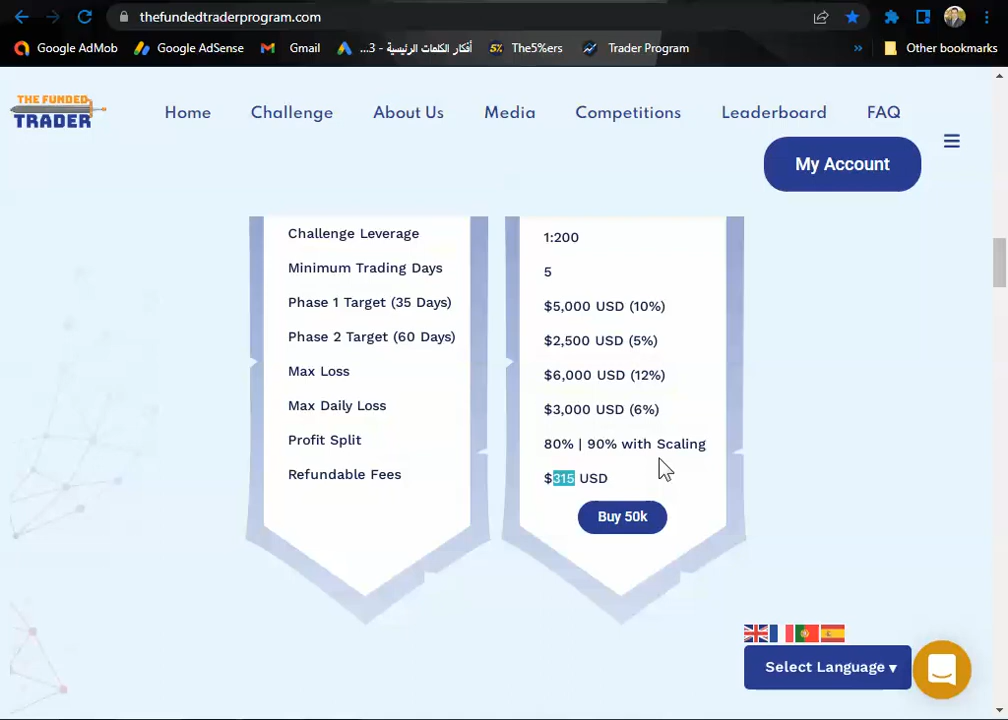 thefundedtraderprogram.com
Google AdMob
Google AdSense
Gmail
أفكار الكلمات الرئيسية - 3...
5%
The5%ers
Trader Program
»
Other bookmarks
THE FUNDED
TRADER
Home
Challenge
About Us
Media
Competitions
Leaderboard
FAQ
My Account
Challenge Leverage
1:200
Minimum Trading Days
5
Phase 1 Target (35 Days)
$5,000 USD (10%)
Phase 2 Target (60 Days)
$2,500 USD (5%)
Max Loss
$6,000 USD (12%)
Max Daily Loss
$3,000 USD (6%)
Profit Split
80% | 90% with Scaling
Refundable Fees
$315 USD
Buy 50k
Select Language ▾